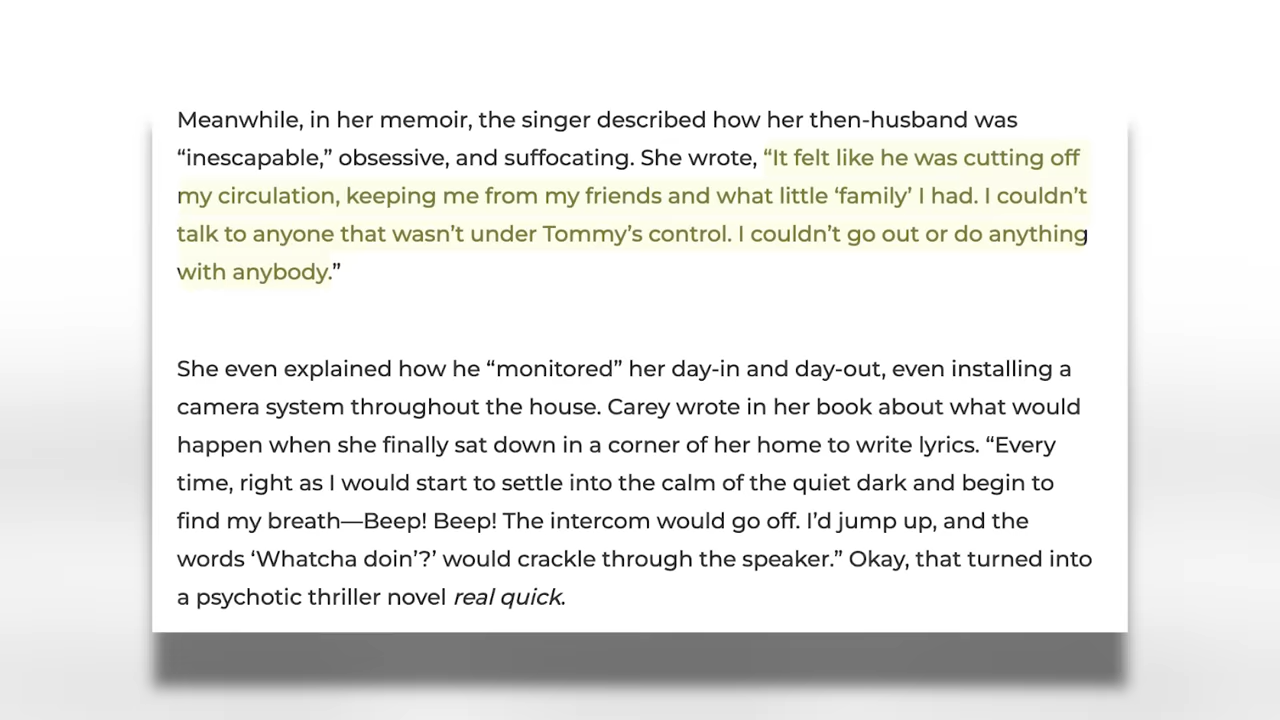 Meanwhile, in her memoir, the singer described how her then-husband was
“inescapable,” obsessive, and suffocating. She wrote, “It felt like he was cutting off
my circulation, keeping me from my friends and what little ‘family’ I had. I couldn’t
talk to anyone that wasn’t under Tommy’s control. I couldn’t go out or do anything
with anybody.”
She even explained how he “monitored” her day-in and day-out, even installing a
camera system throughout the house. Carey wrote in her book about what would
happen when she finally sat down in a corner of her home to write lyrics. “Every
time, right as I would start to settle into the calm of the quiet dark and begin to
find my breath—Beep! Beep! The intercom would go off. I’d jump up, and the
words ‘Whatcha doin’?’ would crackle through the speaker.” Okay, that turned into
a psychotic thriller novel real quick.